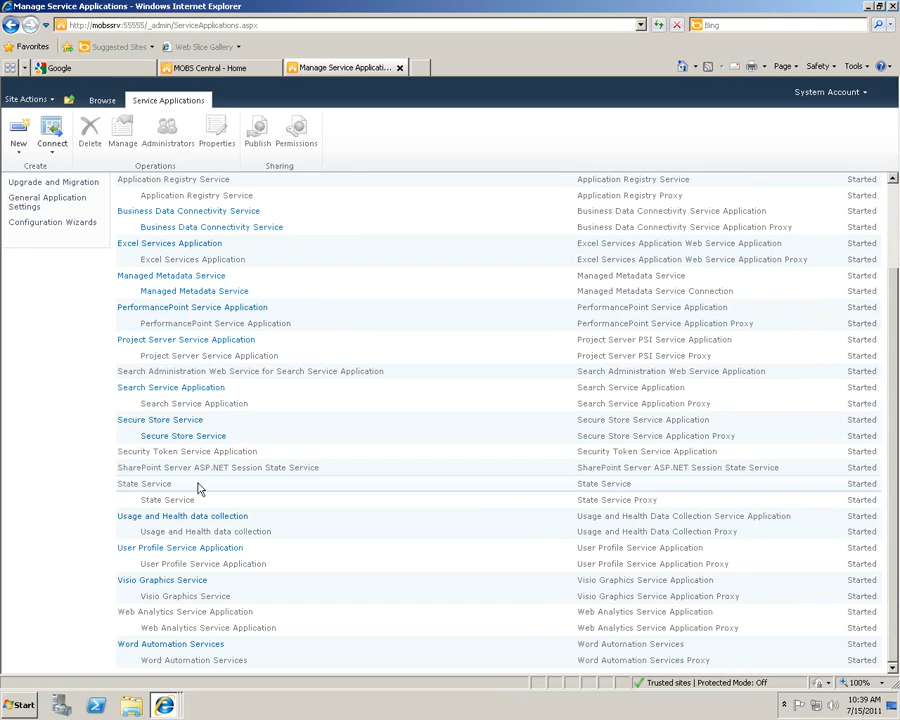 Manage Service Applications - Windows Internet Explorer
http://mobssrv:55555/_admin/ServiceApplications.aspx
Bing
Favorites
Suggested Sites
Web Slice Gallery
Google
MOBS Central - Home
Manage Service Applicati...
Page
Safety
Tools
Site Actions
Browse
Service Applications
System Account
New
Connect
Delete
Manage
Administrators
Properties
Publish
Permissions
Create
Operations
Sharing
Upgrade and Migration
General Application
Settings
Configuration Wizards
Application Registry Service Application Registry Service Started
Application Registry Service Application Registry Proxy Started
Business Data Connectivity Service Business Data Connectivity Service Application Started
Business Data Connectivity Service Business Data Connectivity Service Application Proxy Started
Excel Services Application Excel Services Application Web Service Application Started
Excel Services Application Excel Services Application Web Service Application Proxy Started
Managed Metadata Service Managed Metadata Service Started
Managed Metadata Service Managed Metadata Service Connection Started
PerformancePoint Service Application PerformancePoint Service Application Started
PerformancePoint Service Application PerformancePoint Service Application Proxy Started
Project Server Service Application Project Server PSI Service Application Started
Project Server Service Application Project Server PSI Service Proxy Started
Search Administration Web Service for Search Service Application Search Administration Web Service Application Started
Search Service Application Search Service Application Started
Search Service Application Search Service Application Proxy Started
Secure Store Service Secure Store Service Application Started
Secure Store Service Secure Store Service Application Proxy Started
Security Token Service Application Security Token Service Application Started
SharePoint Server ASP.NET Session State Service SharePoint Server ASP.NET Session State Service Started
State Service State Service Started
State Service State Service Proxy Started
Usage and Health data collection Usage and Health Data Collection Service Application Started
Usage and Health data collection Usage and Health Data Collection Proxy Started
User Profile Service Application User Profile Service Application Started
User Profile Service Application User Profile Service Application Proxy Started
Visio Graphics Service Visio Graphics Service Application Started
Visio Graphics Service Visio Graphics Service Application Proxy Started
Web Analytics Service Application Web Analytics Service Application Started
Web Analytics Service Application Web Analytics Service Application Proxy Started
Word Automation Services Word Automation Services Started
Word Automation Services Word Automation Services Proxy Started
Trusted sites | Protected Mode: Off
100%
Start
10:39 AM
7/15/2011